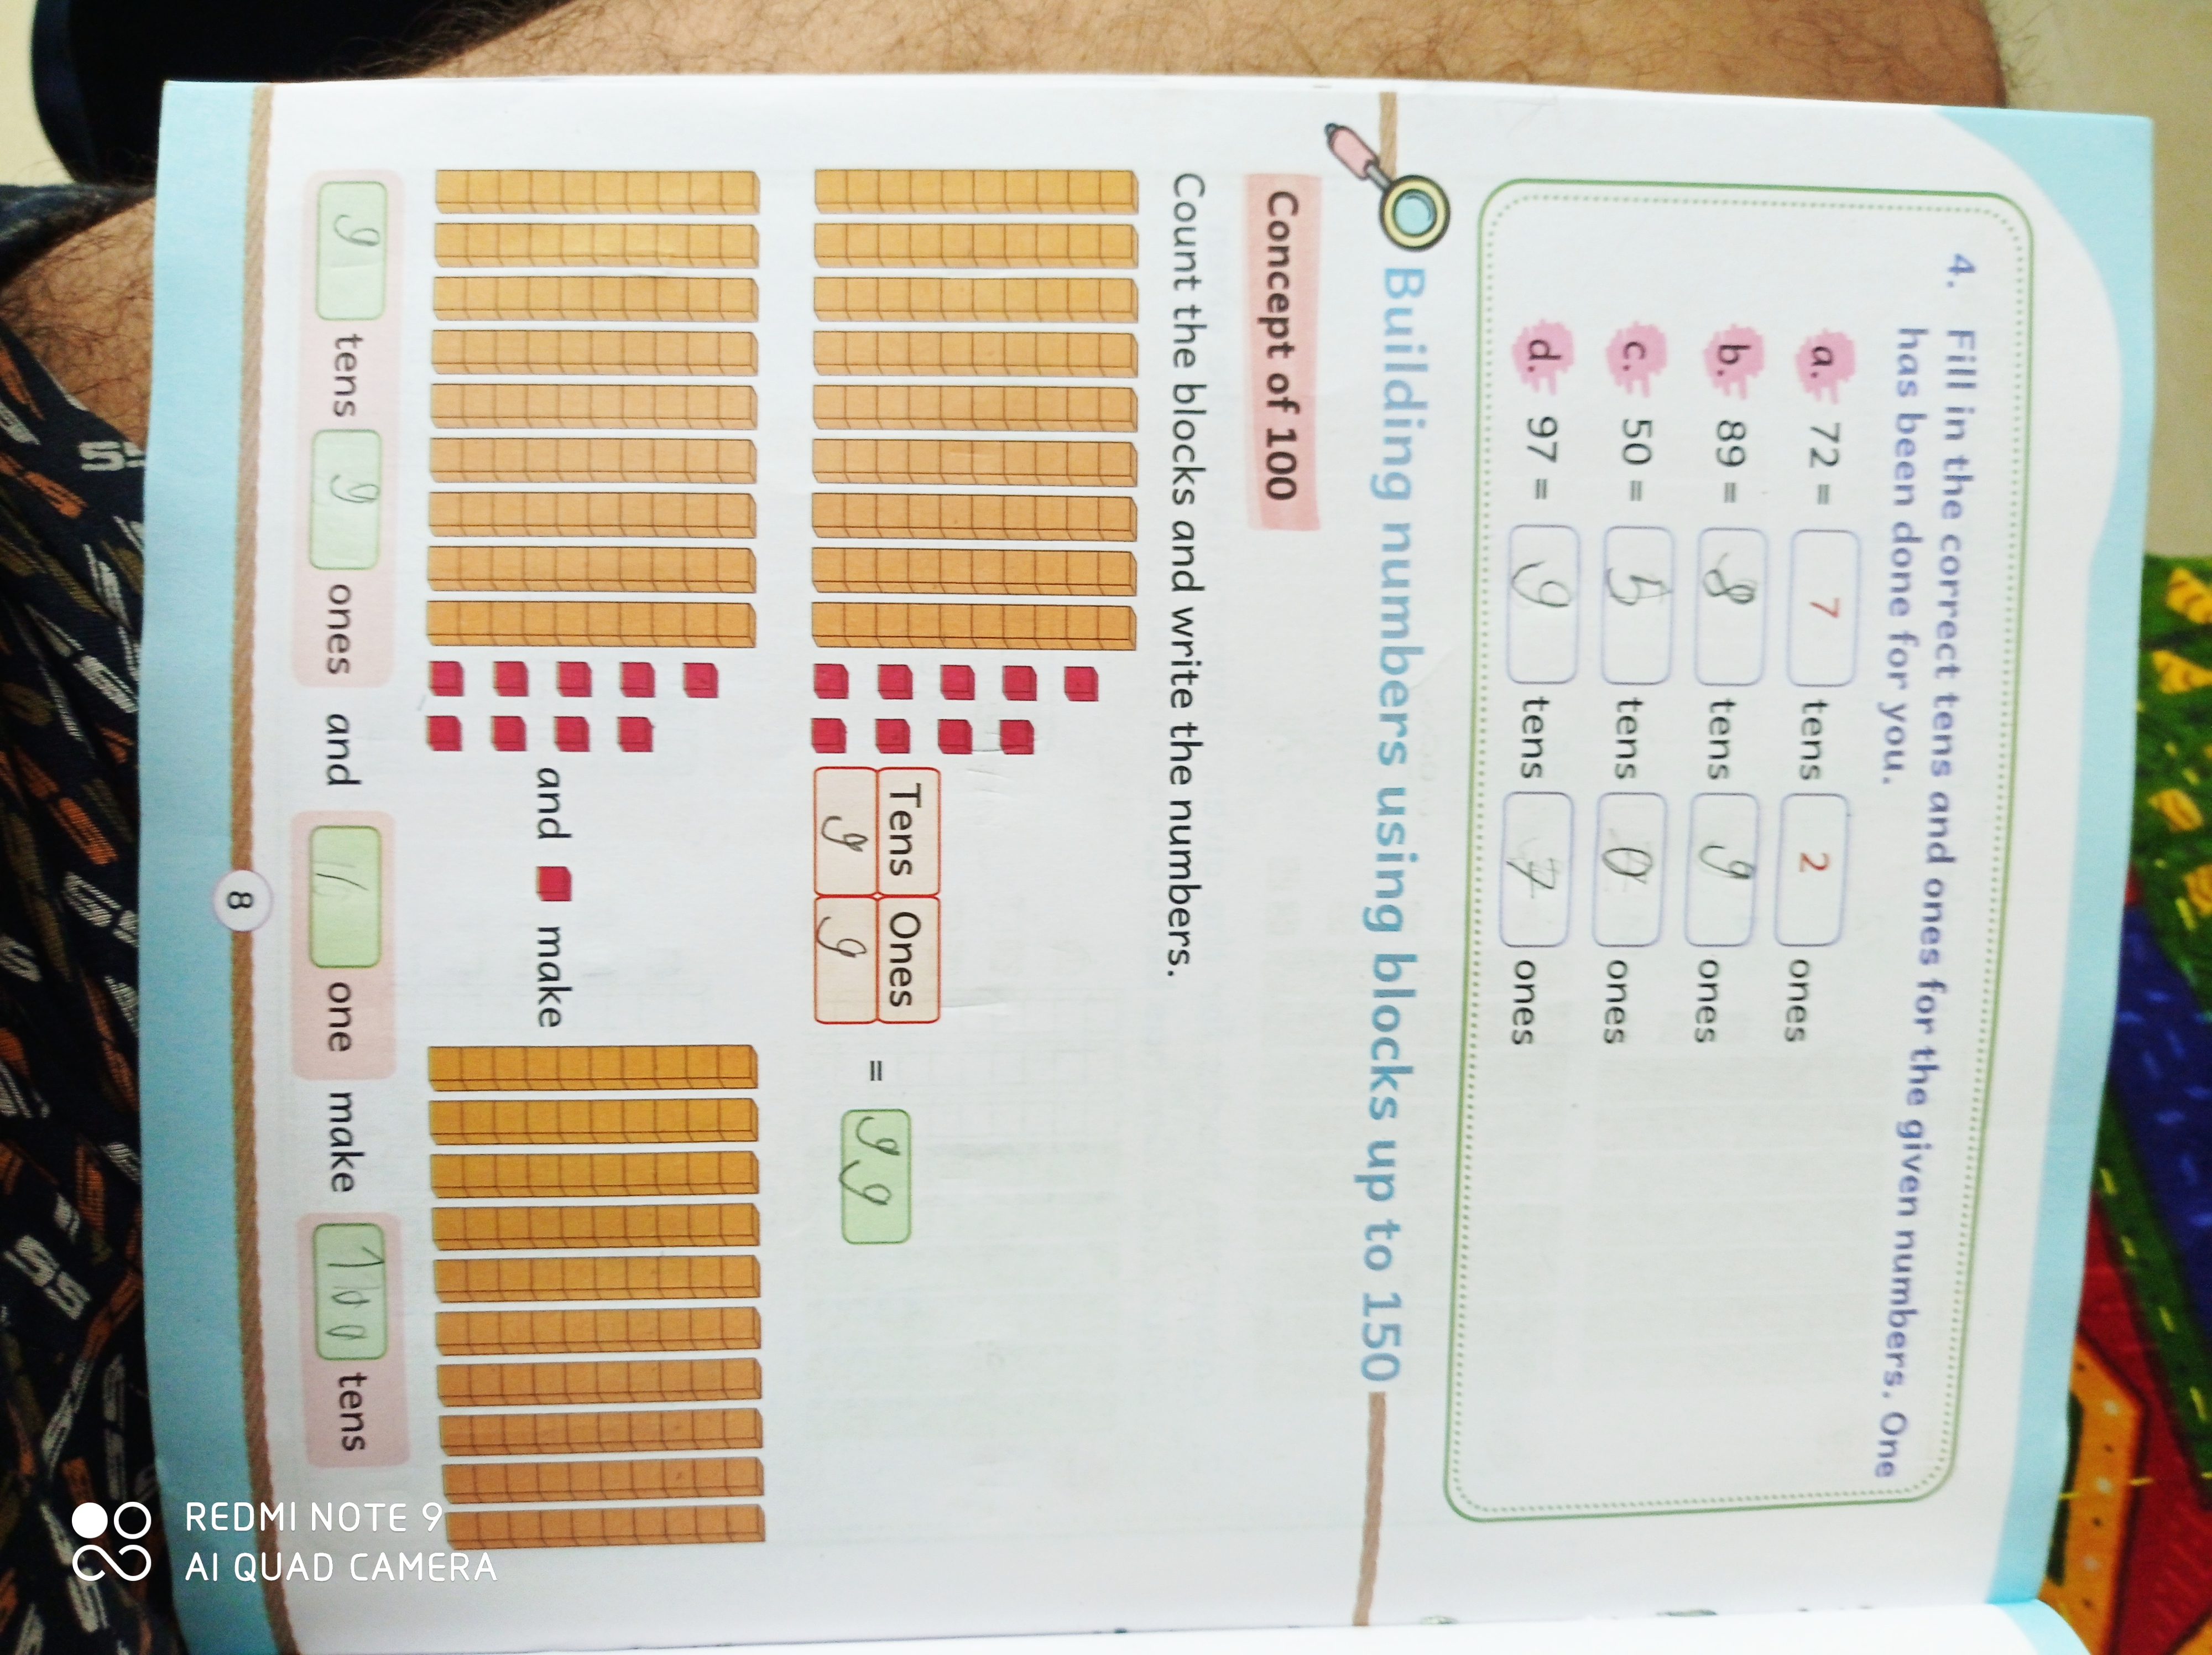 4. Fill in the correct tens and ones for the given numbers. One
has been done for you.
a. 72 = 7 tens 2 ones
b. 89 = 8 tens 9 ones
c. 50 = 5 tens 0 ones
d. 97 = 9 tens 7 ones
Building numbers using blocks up to 150
Concept of 100
Count the blocks and write the numbers.
Tens Ones
9 9 = 99
and make
9 tens 9 ones and 1 one make 100 tens
8
REDMI NOTE 9
AI QUAD CAMERA